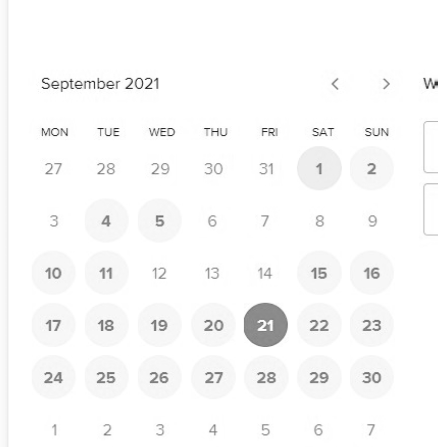 September 2021 < >
MON TUE WED THU FRI SAT SUN
27 28 29 30 31 1 2
3 4 5 6 7 8 9
10 11 12 13 14 15 16
17 18 19 20 21 22 23
24 25 26 27 28 29 30
1 2 3 4 5 6 7